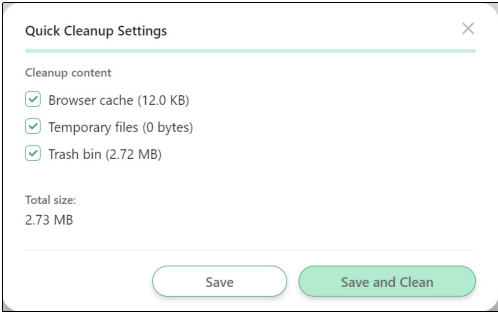 Quick Cleanup Settings
Cleanup content
Browser cache (12.0 KB)
Temporary files (0 bytes)
Trash bin (2.72 MB)
Total size:
2.73 MB
Save
Save and Clean